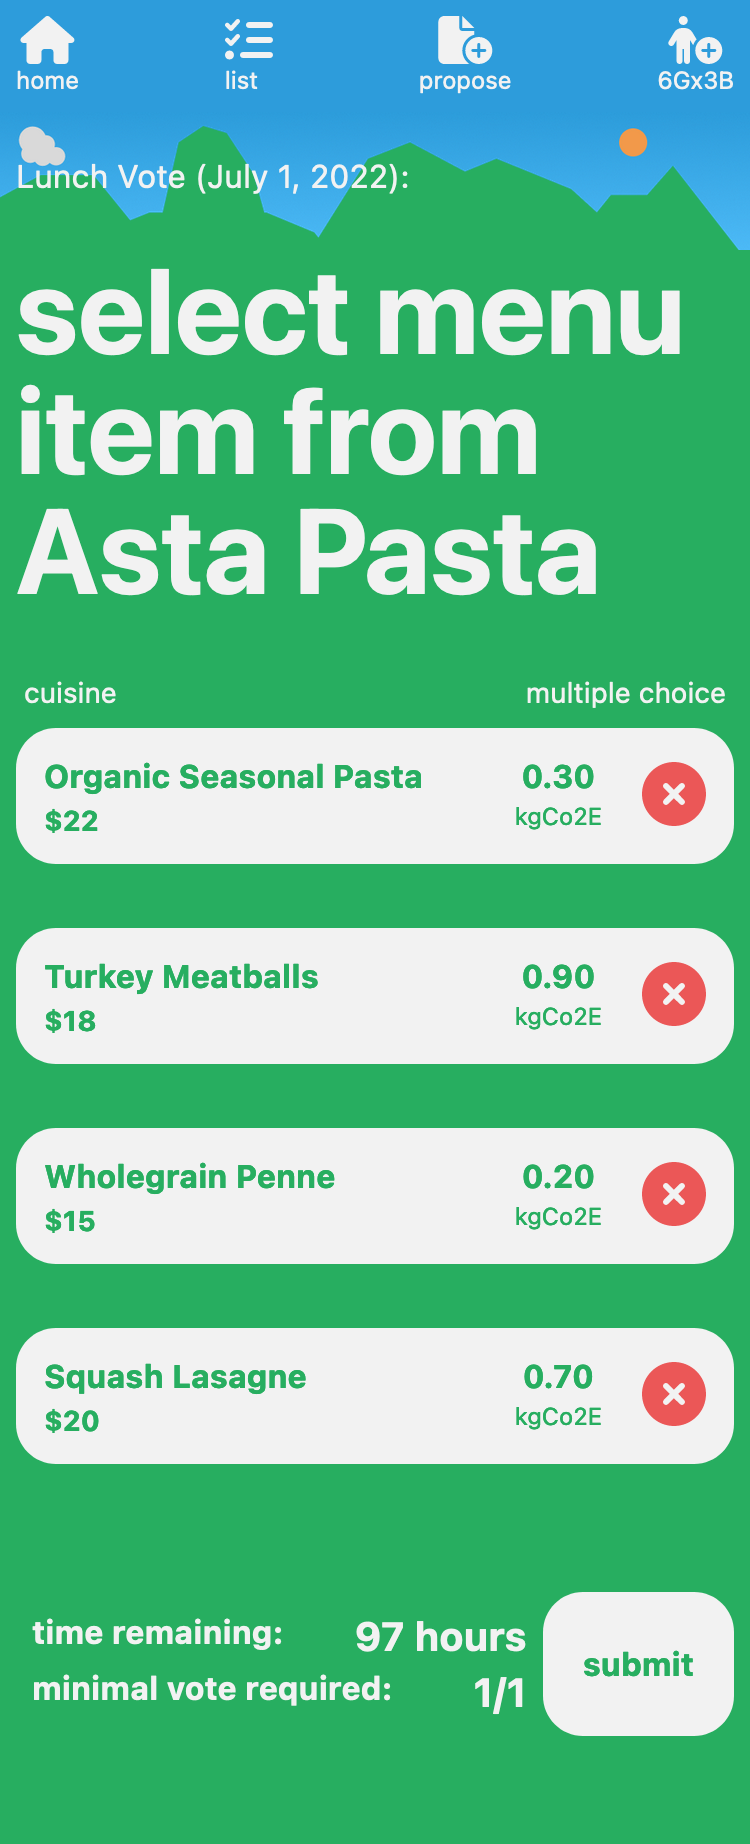 home
list
propose
6Gx3B
Lunch Vote (July 1, 2022):
select menu
item from
Asta Pasta
cuisine
multiple choice
Organic Seasonal Pasta
$22
0.30
kgCo2E
Turkey Meatballs
$18
0.90
kgCo2E
Wholegrain Penne
$15
0.20
kgCo2E
Squash Lasagne
$20
0.70
kgCo2E
time remaining: 97 hours
minimal vote required: 1/1
submit